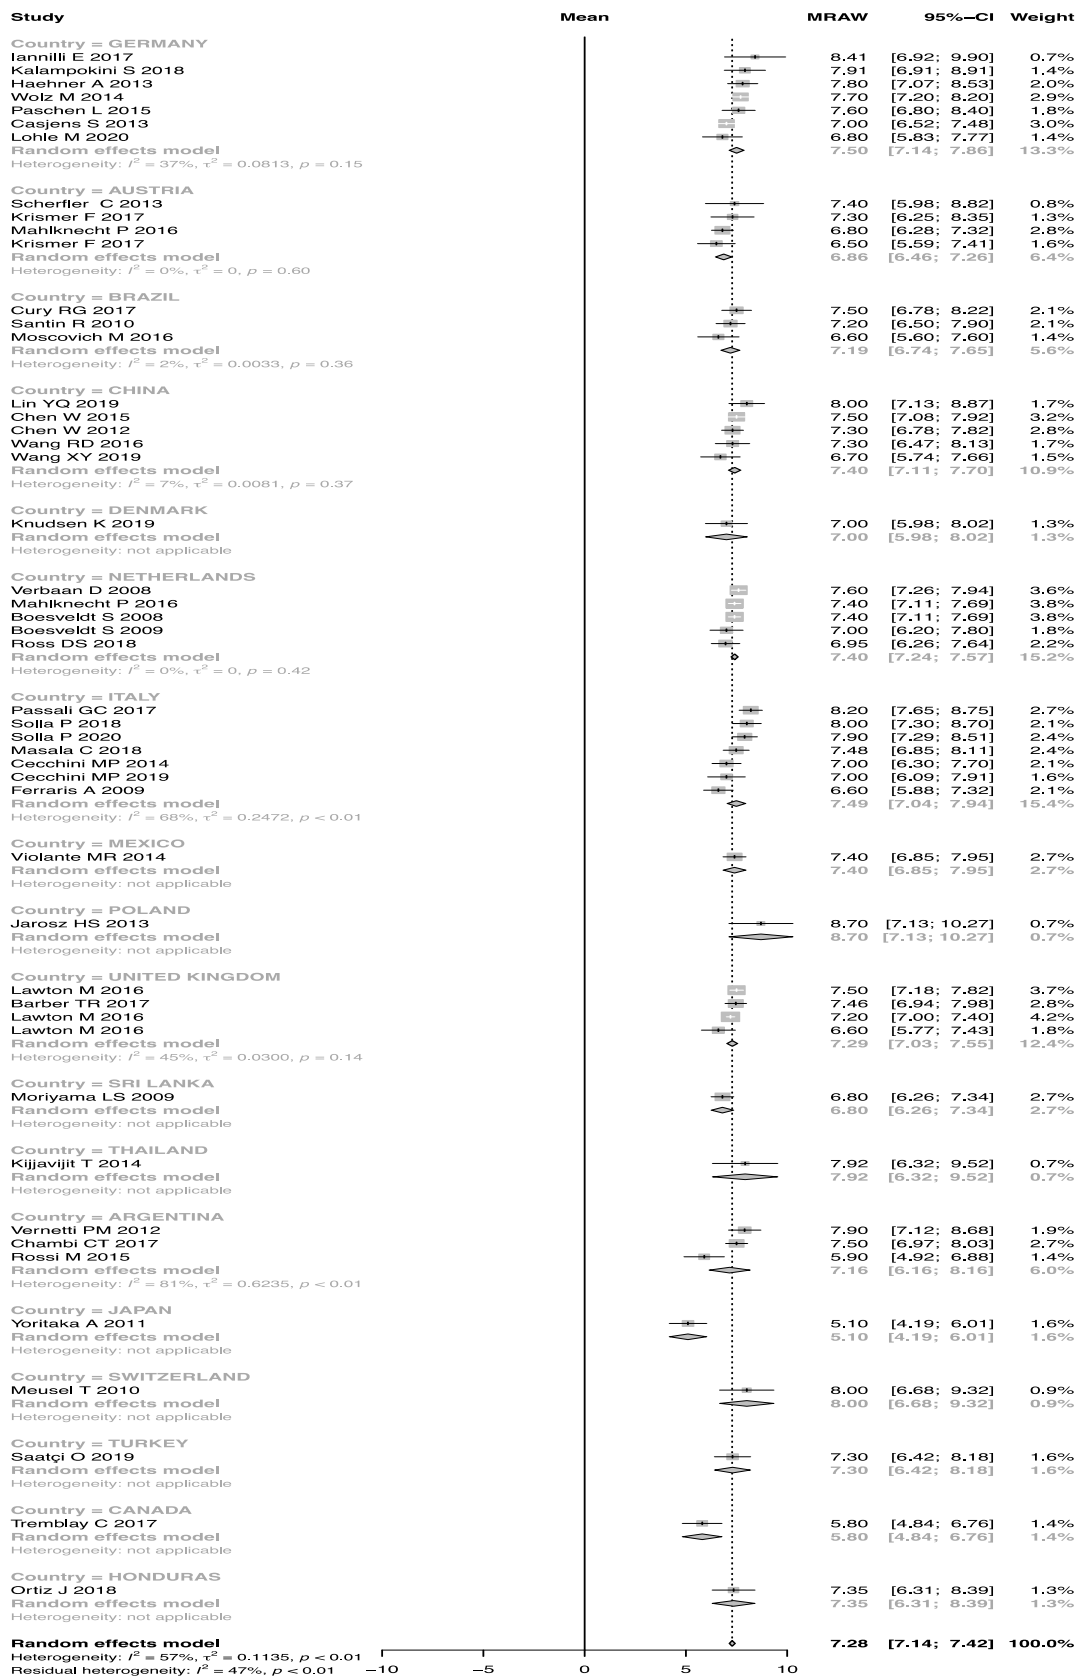 Study Mean MRAW 95%−CI Weight
Country = GERMANY
Iannilli E 2017 8.41 [6.92; 9.90] 0.7%
Kalampokini S 2018 7.91 [6.91; 8.91] 1.4%
Haehner A 2013 7.80 [7.07; 8.53] 2.0%
Wolz M 2014 7.70 [7.20; 8.20] 2.9%
Paschen L 2015 7.60 [6.80; 8.40] 1.8%
Casjens S 2013 7.00 [6.52; 7.48] 3.0%
Lohle M 2020 6.80 [5.83; 7.77] 1.4%
Random effects model 7.50 [7.14; 7.86] 13.3%
Heterogeneity: I² = 37%, τ² = 0.0813, p = 0.15
Country = AUSTRIA
Scherfler C 2013 7.40 [5.98; 8.82] 0.8%
Krismer F 2017 7.30 [6.25; 8.35] 1.3%
Mahlknecht P 2016 6.80 [6.28; 7.32] 2.8%
Krismer F 2017 6.50 [5.59; 7.41] 1.6%
Random effects model 6.86 [6.46; 7.26] 6.4%
Heterogeneity: I² = 0%, τ² = 0, p = 0.60
Country = BRAZIL
Cury RG 2017 7.50 [6.78; 8.22] 2.1%
Santin R 2010 7.20 [6.50; 7.90] 2.1%
Moscovich M 2016 6.60 [5.60; 7.60] 1.4%
Random effects model 7.19 [6.74; 7.65] 5.6%
Heterogeneity: I² = 2%, τ² = 0.0033, p = 0.36
Country = CHINA
Lin YQ 2019 8.00 [7.13; 8.87] 1.7%
Chen W 2015 7.50 [7.08; 7.92] 3.2%
Chen W 2012 7.30 [6.78; 7.82] 2.8%
Wang RD 2016 7.30 [6.47; 8.13] 1.7%
Wang XY 2019 6.70 [5.74; 7.66] 1.5%
Random effects model 7.40 [7.11; 7.70] 10.9%
Heterogeneity: I² = 7%, τ² = 0.0081, p = 0.37
Country = DENMARK
Knudsen K 2019 7.00 [5.98; 8.02] 1.3%
Random effects model 7.00 [5.98; 8.02] 1.3%
Heterogeneity: not applicable
Country = NETHERLANDS
Verbaan D 2008 7.60 [7.26; 7.94] 3.6%
Mahlknecht P 2016 7.40 [7.11; 7.69] 3.8%
Boesveldt S 2008 7.40 [7.11; 7.69] 3.8%
Boesveldt S 2009 7.00 [6.20; 7.80] 1.8%
Ross DS 2018 6.95 [6.26; 7.64] 2.2%
Random effects model 7.40 [7.24; 7.57] 15.2%
Heterogeneity: I² = 0%, τ² = 0, p = 0.42
Country = ITALY
Passali GC 2017 8.20 [7.65; 8.75] 2.7%
Solla P 2018 8.00 [7.30; 8.70] 2.1%
Solla P 2020 7.90 [7.29; 8.51] 2.4%
Masala C 2018 7.48 [6.85; 8.11] 2.4%
Cecchini MP 2014 7.00 [6.30; 7.70] 2.1%
Cecchini MP 2019 7.00 [6.09; 7.91] 1.6%
Ferraris A 2009 6.60 [5.88; 7.32] 2.1%
Random effects model 7.49 [7.04; 7.94] 15.4%
Heterogeneity: I² = 68%, τ² = 0.2472, p < 0.01
Country = MEXICO
Violante MR 2014 7.40 [6.85; 7.95] 2.7%
Random effects model 7.40 [6.85; 7.95] 2.7%
Heterogeneity: not applicable
Country = POLAND
Jarosz HS 2013 8.70 [7.13; 10.27] 0.7%
Random effects model 8.70 [7.13; 10.27] 0.7%
Heterogeneity: not applicable
Country = UNITED KINGDOM
Lawton M 2016 7.50 [7.18; 7.82] 3.7%
Barber TR 2017 7.46 [6.94; 7.98] 2.8%
Lawton M 2016 7.20 [7.00; 7.40] 4.2%
Lawton M 2016 6.60 [5.77; 7.43] 1.8%
Random effects model 7.29 [7.03; 7.55] 12.4%
Heterogeneity: I² = 45%, τ² = 0.0300, p = 0.14
Country = SRI LANKA
Moriyama LS 2009 6.80 [6.26; 7.34] 2.7%
Random effects model 6.80 [6.26; 7.34] 2.7%
Heterogeneity: not applicable
Country = THAILAND
Kijjavijit T 2014 7.92 [6.32; 9.52] 0.7%
Random effects model 7.92 [6.32; 9.52] 0.7%
Heterogeneity: not applicable
Country = ARGENTINA
Vernetti PM 2012 7.90 [7.12; 8.68] 1.9%
Chambi CT 2017 7.50 [6.97; 8.03] 2.7%
Rossi M 2015 5.90 [4.92; 6.88] 1.4%
Random effects model 7.16 [6.16; 8.16] 6.0%
Heterogeneity: I² = 81%, τ² = 0.6235, p < 0.01
Country = JAPAN
Yoritaka A 2011 5.10 [4.19; 6.01] 1.6%
Random effects model 5.10 [4.19; 6.01] 1.6%
Heterogeneity: not applicable
Country = SWITZERLAND
Meusel T 2010 8.00 [6.68; 9.32] 0.9%
Random effects model 8.00 [6.68; 9.32] 0.9%
Heterogeneity: not applicable
Country = TURKEY
Saatçi O 2019 7.30 [6.42; 8.18] 1.6%
Random effects model 7.30 [6.42; 8.18] 1.6%
Heterogeneity: not applicable
Country = CANADA
Tremblay C 2017 5.80 [4.84; 6.76] 1.4%
Random effects model 5.80 [4.84; 6.76] 1.4%
Heterogeneity: not applicable
Country = HONDURAS
Ortiz J 2018 7.35 [6.31; 8.39] 1.3%
Random effects model 7.35 [6.31; 8.39] 1.3%
Heterogeneity: not applicable
Random effects model 7.28 [7.14; 7.42] 100.0%
Heterogeneity: I² = 57%, τ² = 0.1135, p < 0.01
Residual heterogeneity: I² = 47%, p < 0.01 −10 −5 0 5 10